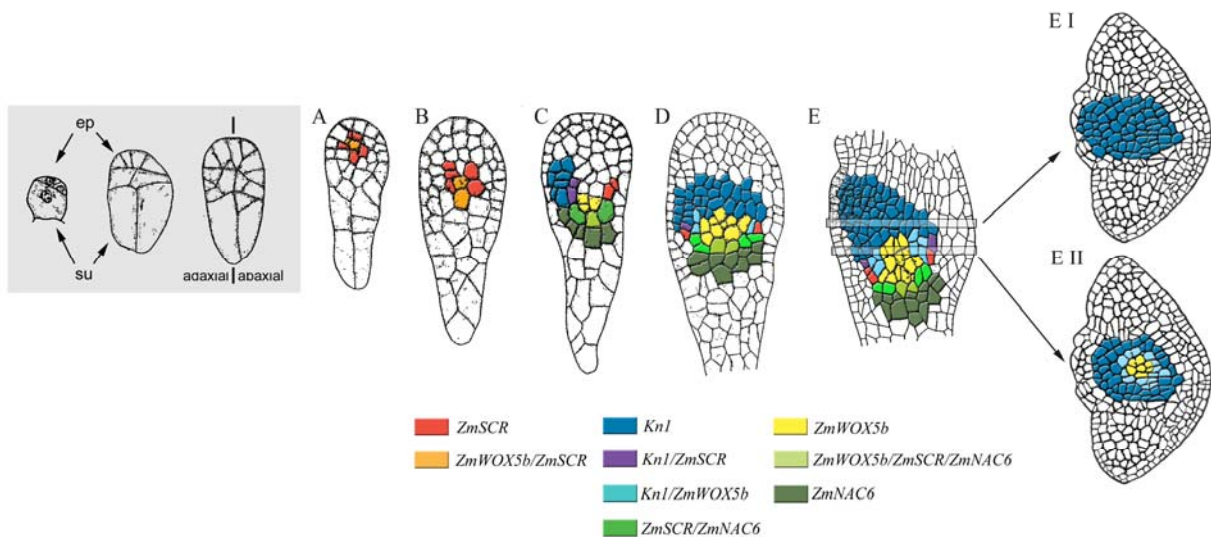 ep
su
adaxial abaxial
A
B
C
D
E
E I
E II
ZmSCR
ZmWOX5b/ZmSCR
Kn1
Kn1/ZmSCR
Kn1/ZmWOX5b
ZmSCR/ZmNAC6
ZmWOX5b
ZmWOX5b/ZmSCR/ZmNAC6
ZmNAC6